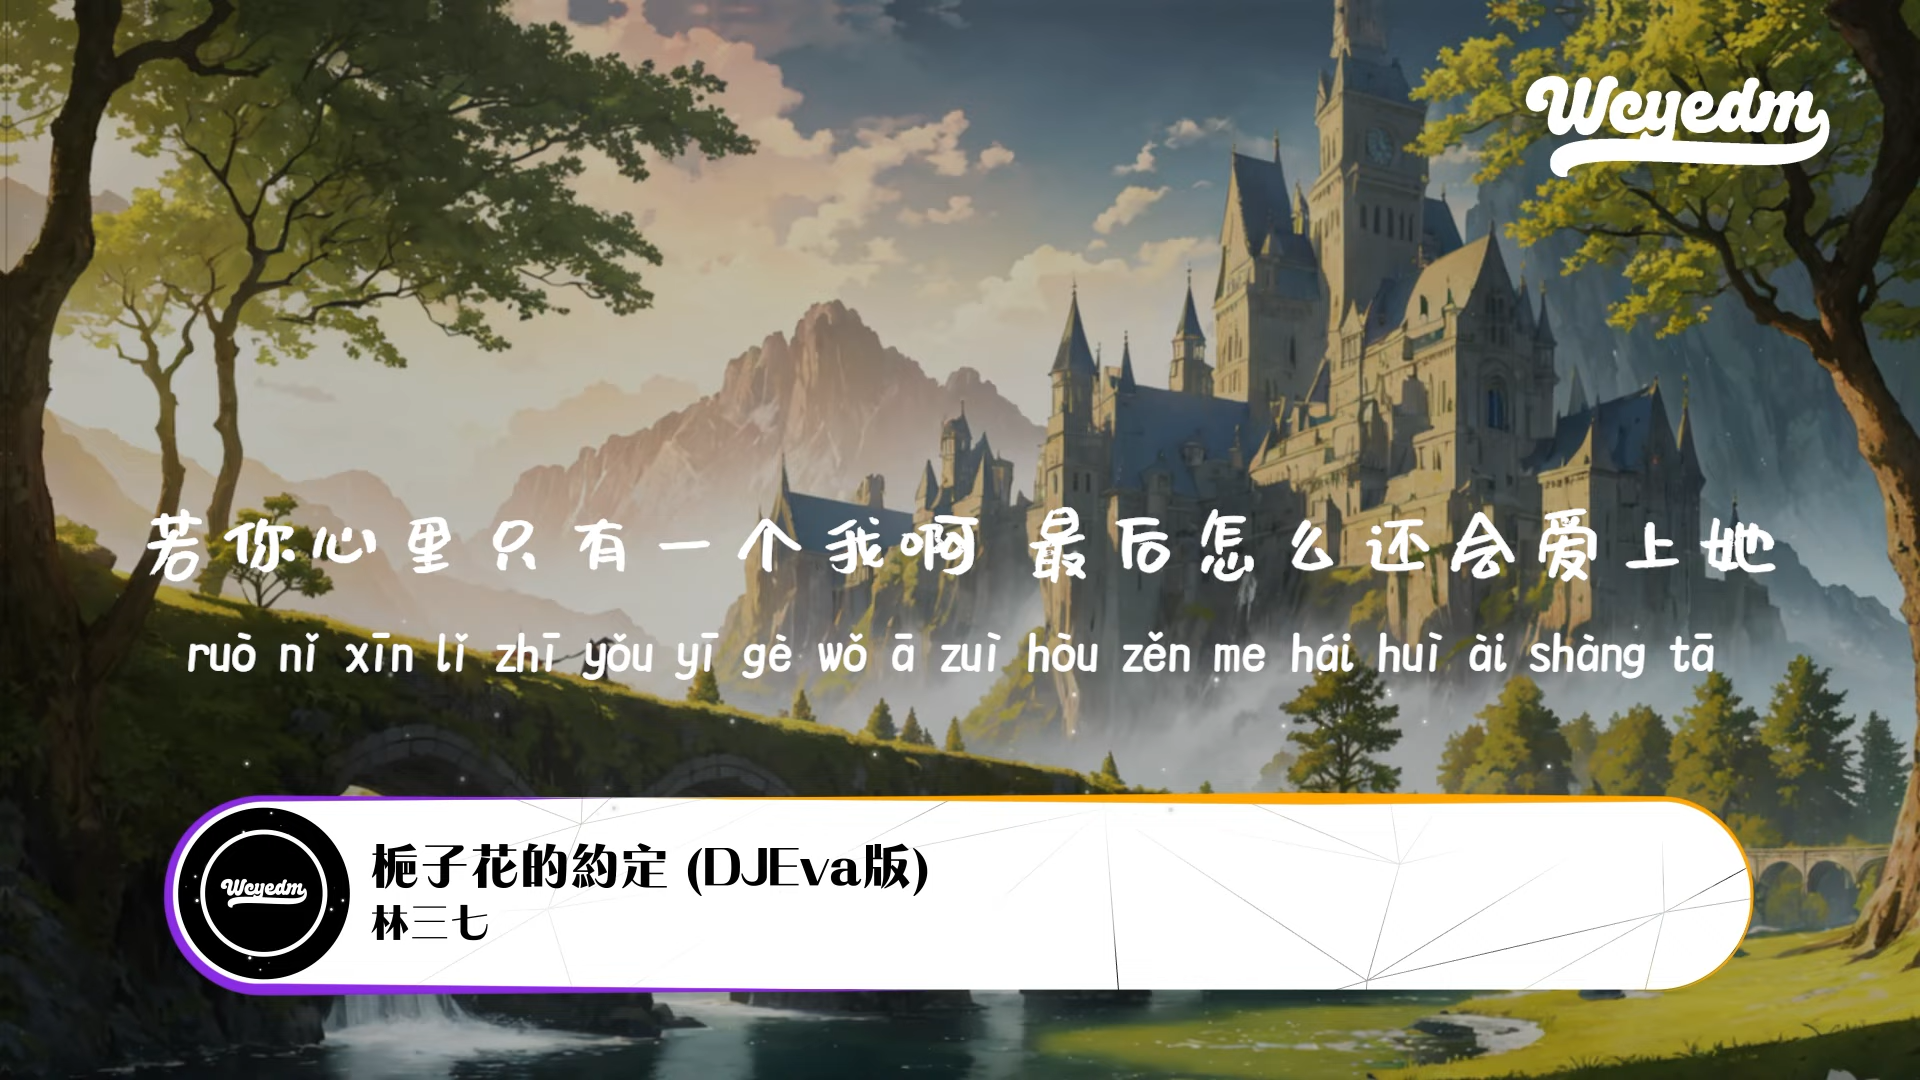 Wcyedm
若你心里只有一个我啊 最后怎么还会爱上她
ruò nǐ xīn lǐ zhī yǒu yī gè wǒ ā zuì hòu zěn me hái huì ài shàng tā
Wcyedm
栀子花的約定 (DJEva版)
林三七